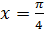 x = π/4